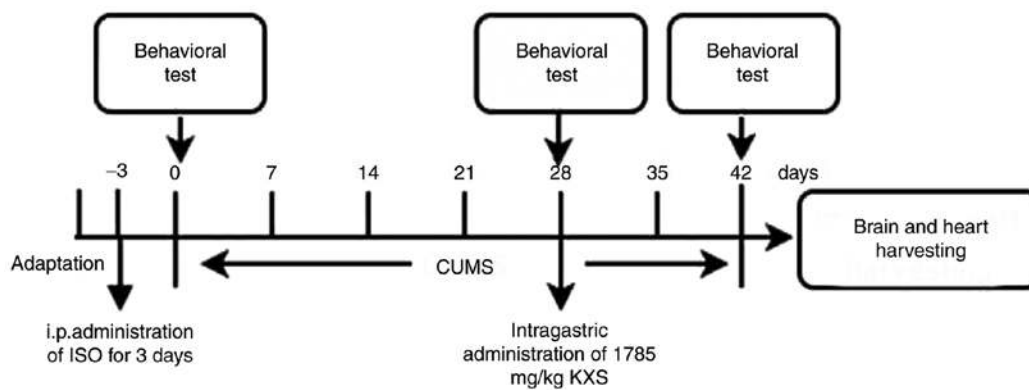 Behavioral
test
Behavioral
test
Behavioral
test
−3 0 7 14 21 28 35 42 days
Brain and heart
harvesting
Adaptation
CUMS
i.p.administration
of ISO for 3 days
Intragastric
administration of 1785
mg/kg KXS